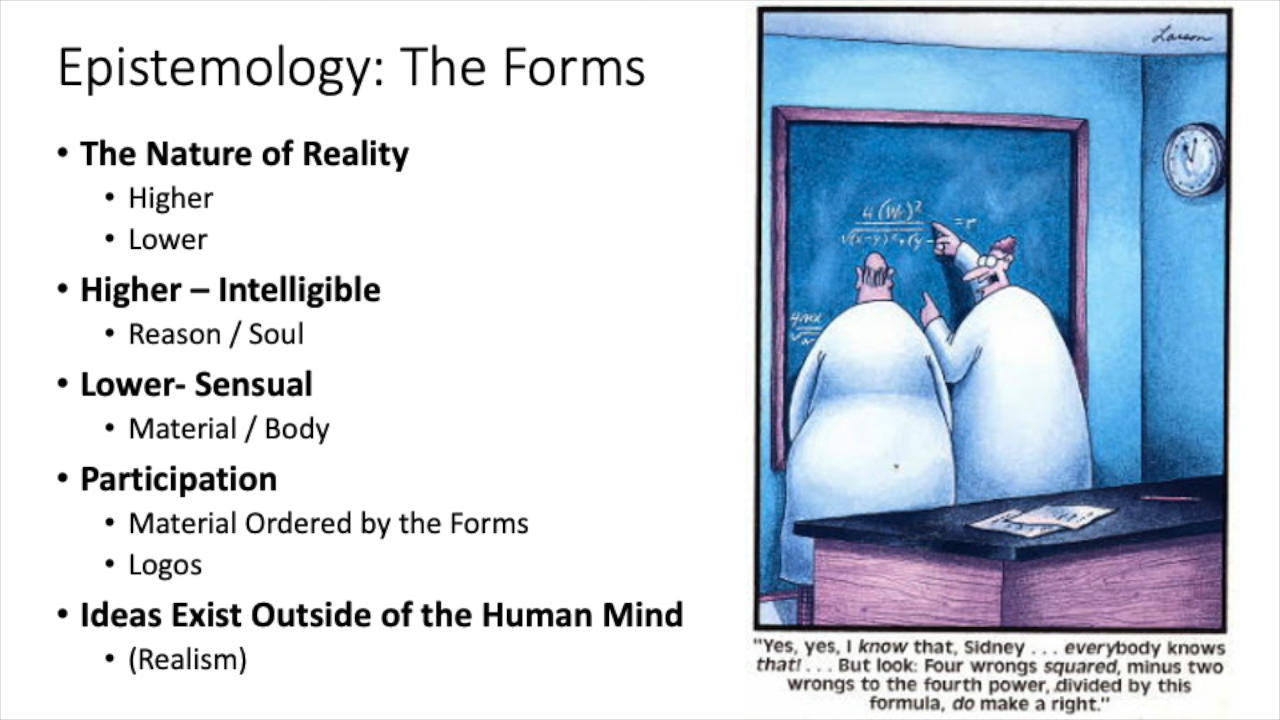 Epistemology: The Forms
• The Nature of Reality
• Higher
• Lower
• Higher – Intelligible
• Reason / Soul
• Lower- Sensual
• Material / Body
• Participation
• Material Ordered by the Forms
• Logos
• Ideas Exist Outside of the Human Mind
• (Realism)
Larson
4(W)²
"Yes, yes, I know that, Sidney . . . everybody knows
that! . . . But look: Four wrongs squared, minus two
wrongs to the fourth power, divided by this
formula, do make a right."